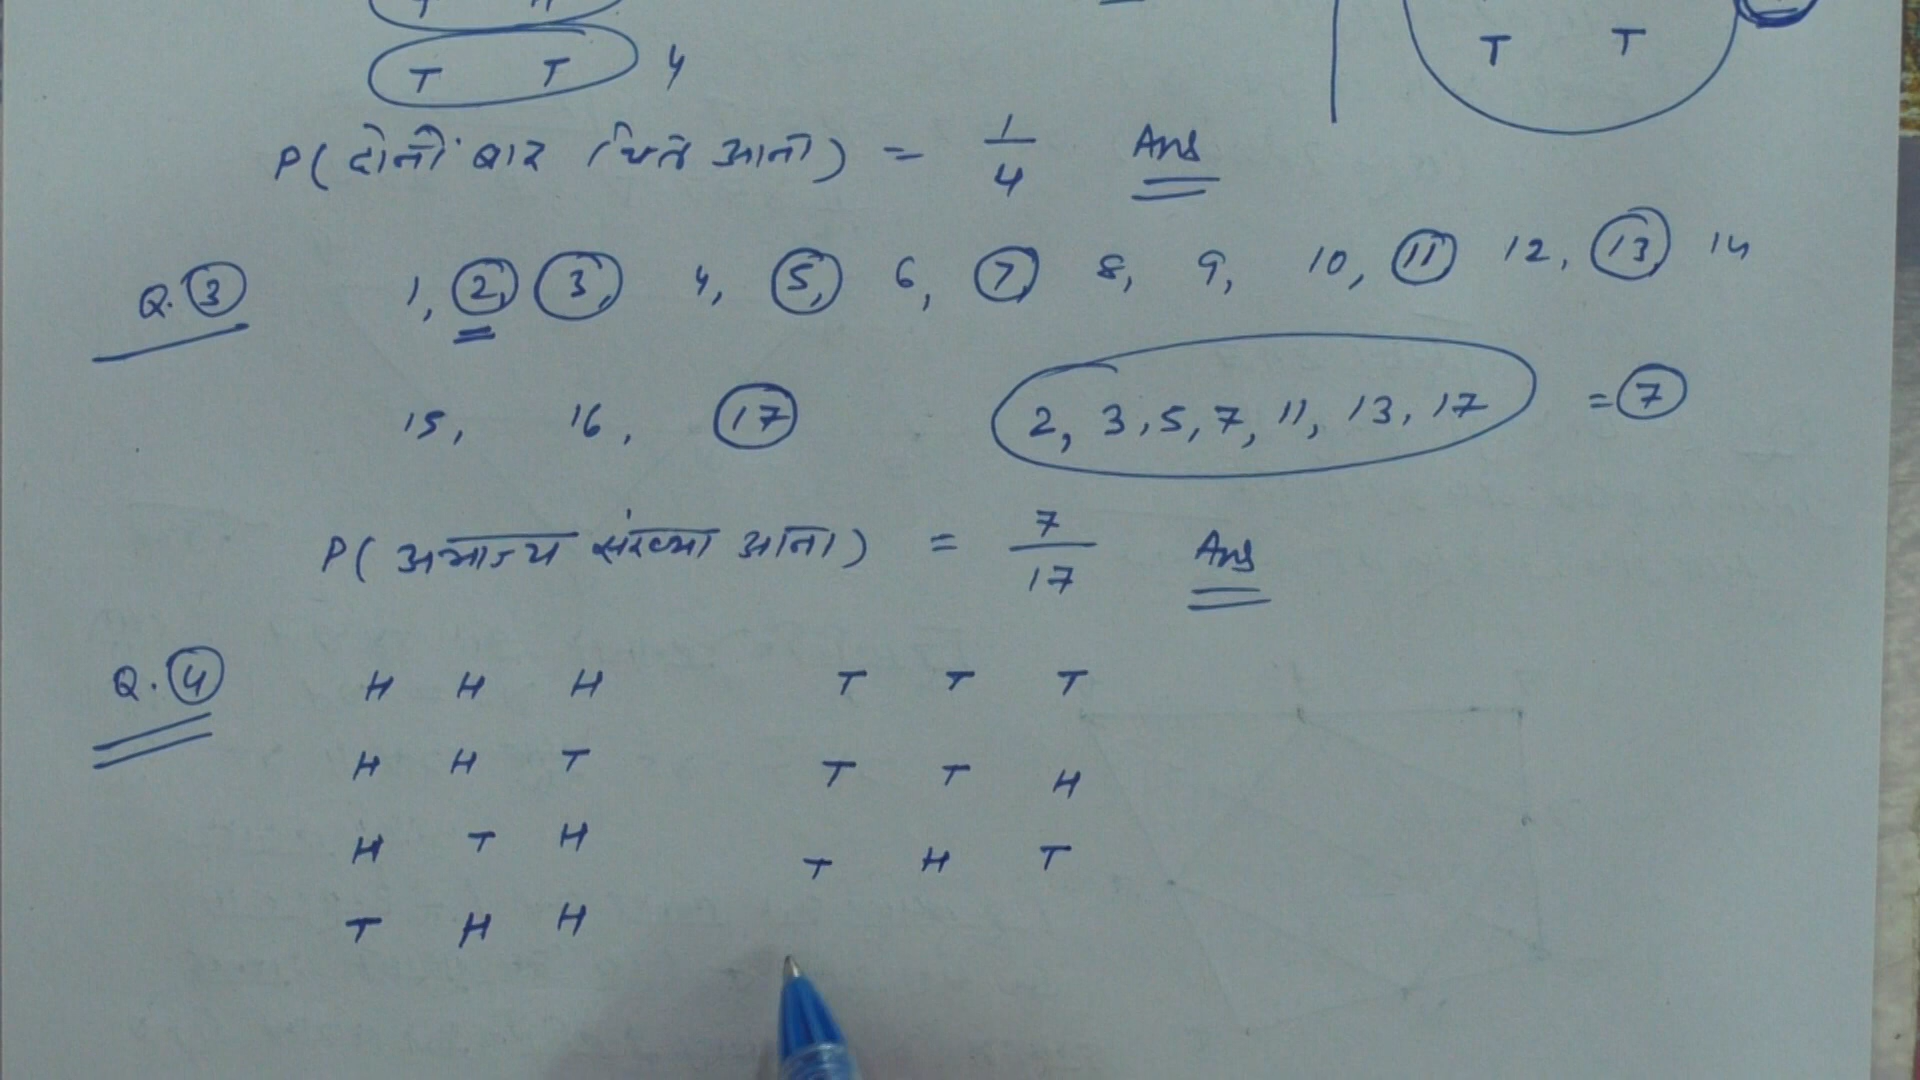 T H
T T 4
T T
P( दोनों बार चित आना ) = 1/4 Ans
Q. 3 1, 2, 3, 4, 5, 6, 7, 8, 9, 10, 11 12, 13 14
15, 16, 17 2, 3, 5, 7, 11, 13, 17 = 7
P( अभाज्य संख्या आना ) = 7/17 Ans
Q. 4 H H H T T T
H H T T T H
H T H T H T
T H H